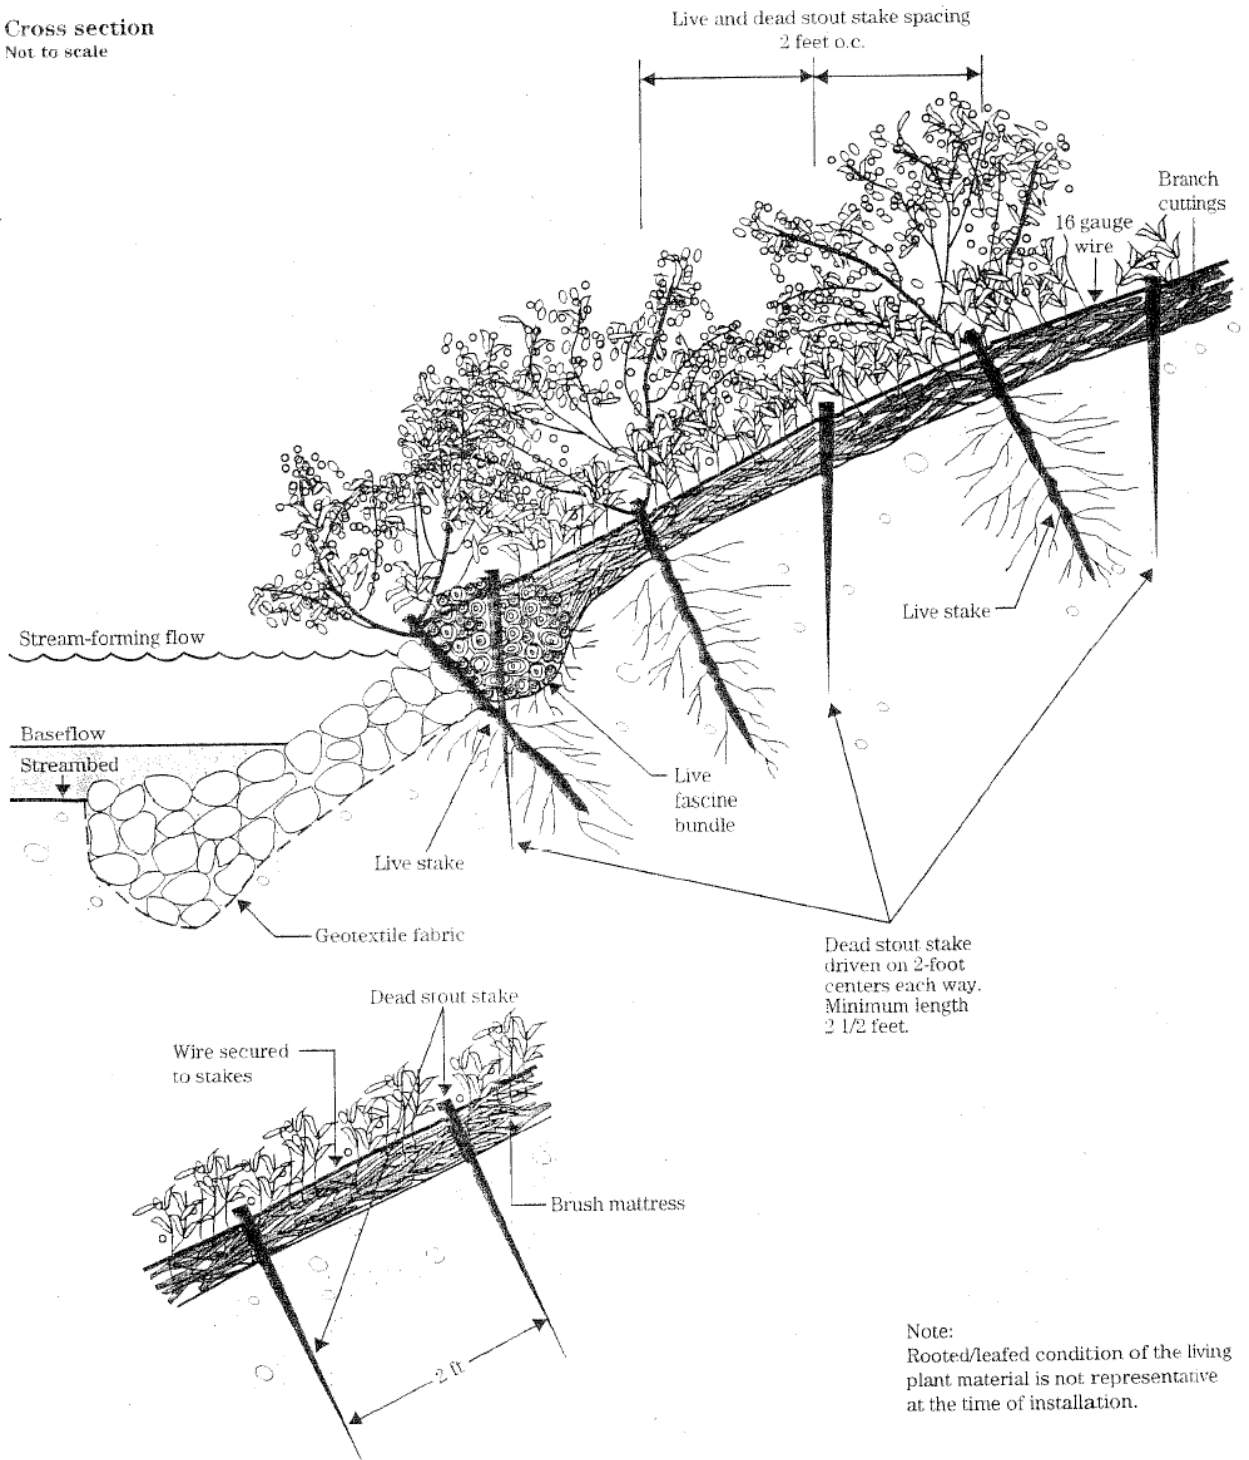 Cross section
Not to scale
Live and dead stout stake spacing
2 feet o.c.
Branch
cuttings
16 gauge
wire
Live stake
Stream-forming flow
Baseflow
Streambed
Live
fascine
bundle
Live stake
Geotextile fabric
Dead stout stake
driven on 2-foot
centers each way.
Minimum length
2 1/2 feet.
Dead stout stake
Wire secured
to stakes
Brush mattress
2 ft
Note:
Rooted/leafed condition of the living
plant material is not representative
at the time of installation.